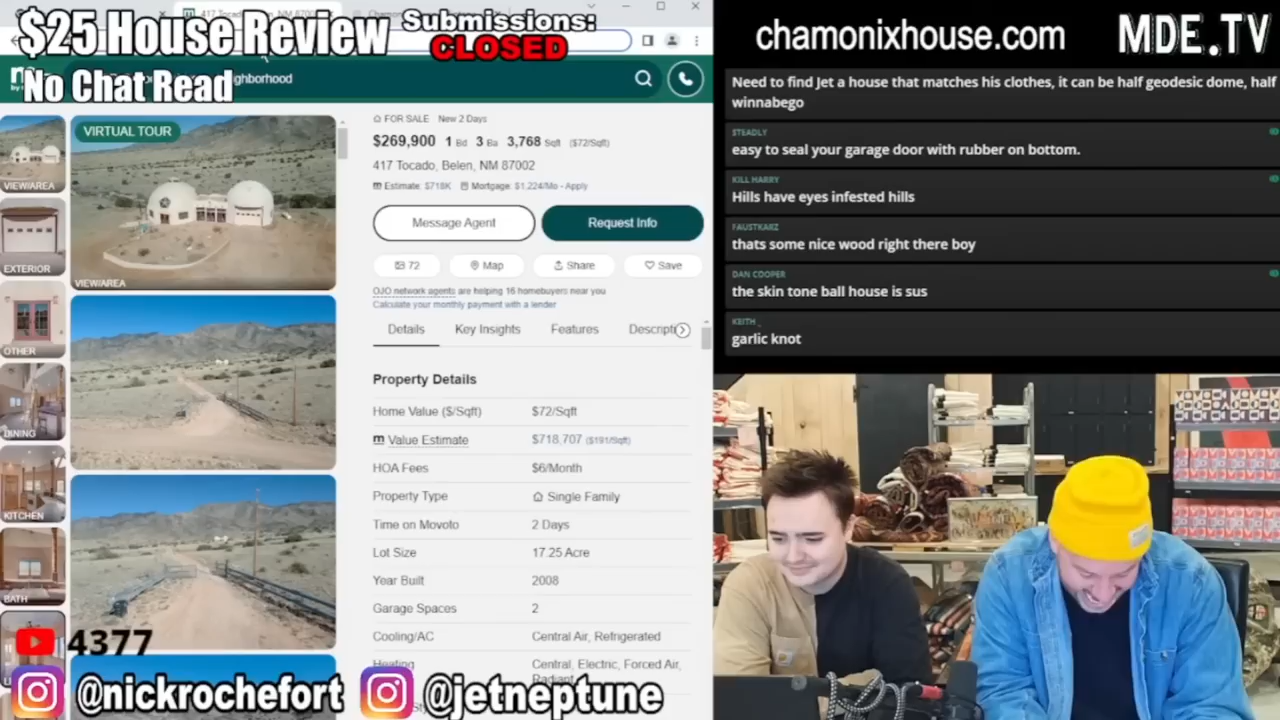 $25 House Review
Submissions:
CLOSED
No Chat Read
ghborhood
VIRTUAL TOUR
VIEW/AREA
EXTERIOR
OTHER
DINING
KITCHEN
BATH
VIEW/AREA
FOR SALE New 2 Days
$269,900 1 Bd 3 Ba 3,768 Sqft ($72/Sqft)
417 Tocado, Belen, NM 87002
Estimate: $718K Mortgage: $1,224/Mo - Apply
Message Agent
Request Info
72
Map
Share
Save
OJO network agents are helping 16 homebuyers near you
Calculate your monthly payment with a lender
Details
Key Insights
Features
Descripti
Property Details
Home Value ($/Sqft) $72/Sqft
m Value Estimate $718,707 ($191/Sqft)
HOA Fees $6/Month
Property Type Single Family
Time on Movoto 2 Days
Lot Size 17.25 Acre
Year Built 2008
Garage Spaces 2
Cooling/AC Central Air, Refrigerated
Heating Central, Electric, Forced Air,
4377
@nickrochefort
@jetneptune
chamonixhouse.com
MDE.TV
Need to find Jet a house that matches his clothes, it can be half geodesic dome, half
winnabego
STEADLY
easy to seal your garage door with rubber on bottom.
KILL HARRY
Hills have eyes infested hills
FAUSTKARZ
thats some nice wood right there boy
DAN COOPER
the skin tone ball house is sus
KEITH_
garlic knot